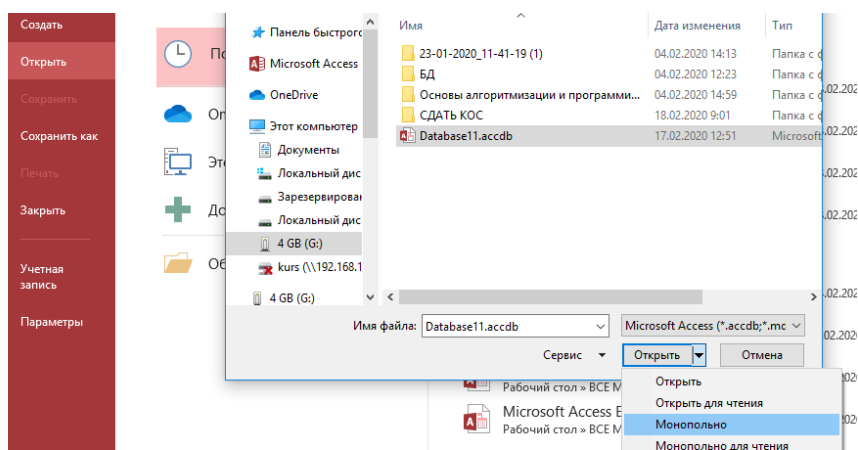 Создать
Открыть
Сохранить
Сохранить как
Печать
Закрыть
Учетная
запись
Параметры
Панель быстрого
Microsoft Access
OneDrive
Этот компьютер
Документы
Локальный дис
Зарезервирован
Локальный дис
4 GB (G:)
kurs (\\192.168.1
4 GB (G:)
Имя
Дата изменения
Тип
23-01-2020_11-41-19 (1)
04.02.2020 14:13
Папка с ф
БД
04.02.2020 12:23
Папка с ф
Основы алгоритмизации и программи...
04.02.2020 14:59
Папка с ф
СДАТЬ КОС
18.02.2020 9:01
Папка с ф
Database11.accdb
17.02.2020 12:51
Microsoft
Имя файла:
Database11.accdb
Microsoft Access (*.accdb;*.mc
Сервис
Открыть
Отмена
Открыть
Открыть для чтения
Монопольно
Монопольно для чтения
Рабочий стол » ВСЕ М
Microsoft Access Б
Рабочий стол » ВСЕ М